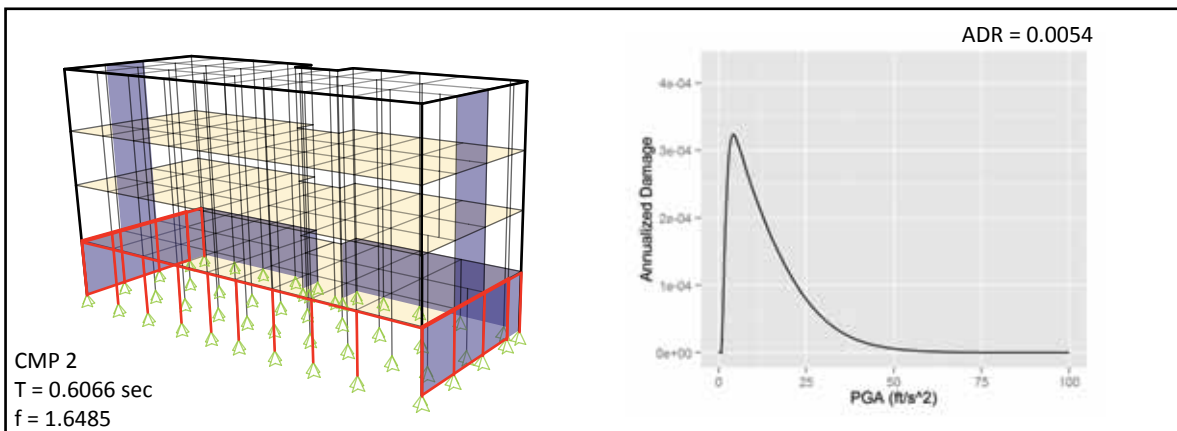 ADR = 0.0054
4e-04
3e-04
2e-04
1e-04
0e+00
Annualized Damage
0
25
50
75
100
PGA (ft/s^2)
CMP 2
T = 0.6066 sec
f = 1.6485